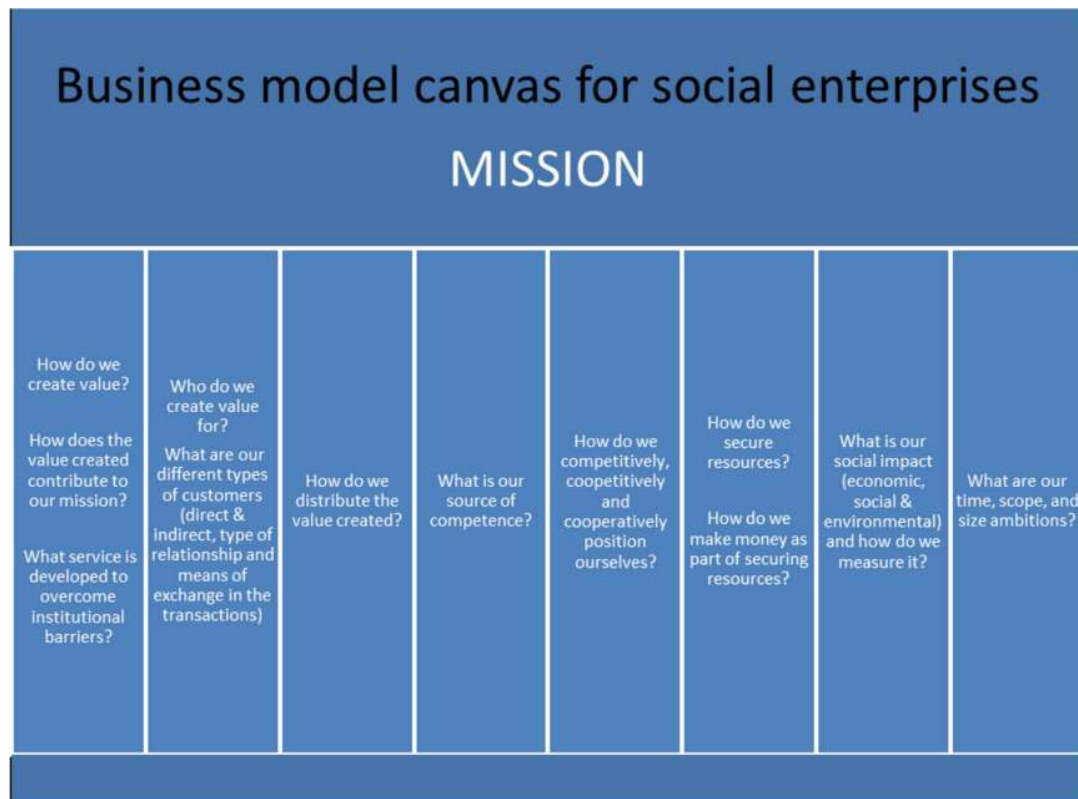 Business model canvas for social enterprises
MISSION
How do we
create value?
How does the
value created
contribute to
our mission?
What service is
developed to
overcome
institutional
barriers?
Who do we
create value
for?
What are our
different types
of customers
(direct &
indirect, type of
relationship and
means of
exchange in the
transactions)
How do we
distribute the
value created?
What is our
source of
competence?
How do we
competitively,
coopetitively
and
cooperatively
position
ourselves?
How do we
secure
resources?
How do we
make money as
part of securing
resources?
What is our
social impact
(economic,
social &
environmental)
and how do we
measure it?
What are our
time, scope, and
size ambitions?